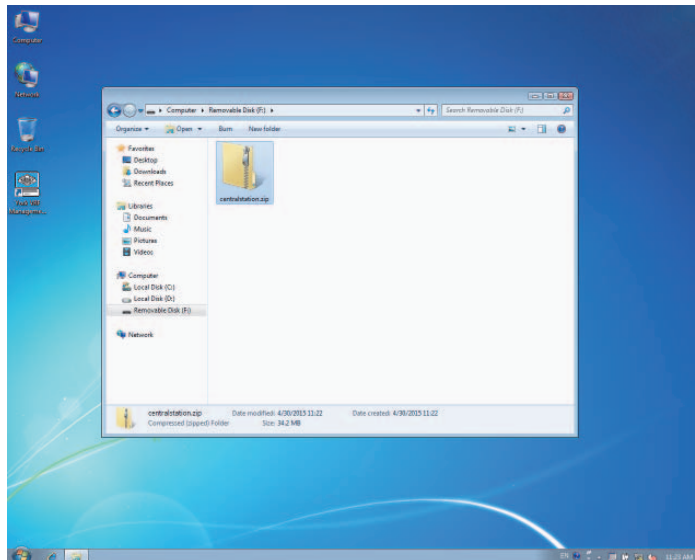 Computer
Network
Recycle Bin
Computer
Removable Disk (F:)
Search Removable Disk (F:)
Organize
Open
Burn
New folder
Favorites
Desktop
Downloads
Recent Places
Libraries
Documents
Music
Pictures
Videos
Computer
Local Disk (C:)
Local Disk (D:)
Removable Disk (F:)
Network
centralstation.zip
centralstation.zip Date modified: 4/30/2015 11:22 Date created: 4/30/2015 11:22
Compressed (zipped) Folder Size: 34.2 MB
EN